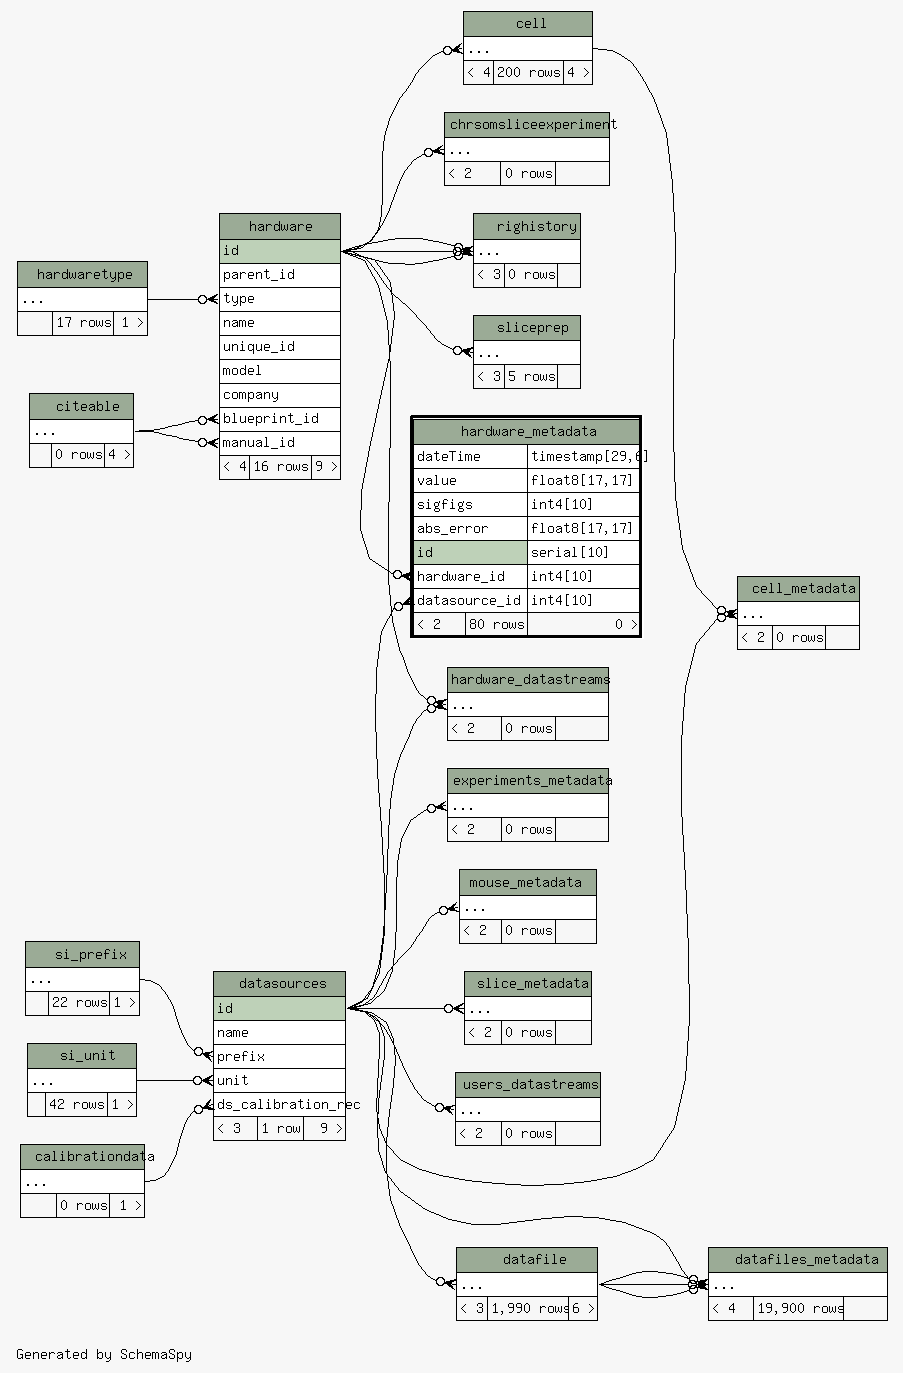 cell
...
< 4 200 rows 4 >
chrsomsliceexperiment
...
< 2 0 rows
hardware
id
parent_id
type
name
unique_id
model
company
blueprint_id
manual_id
< 4 16 rows 9 >
righistory
...
< 3 0 rows
hardwaretype
...
17 rows 1 >
sliceprep
...
< 3 5 rows
citeable
...
0 rows 4 >
hardware_metadata
dateTime timestamp[29,6]
value float8[17,17]
sigfigs int4[10]
abs_error float8[17,17]
id serial[10]
hardware_id int4[10]
datasource_id int4[10]
< 2 80 rows 0 >
cell_metadata
...
< 2 0 rows
hardware_datastreams
...
< 2 0 rows
experiments_metadata
...
< 2 0 rows
mouse_metadata
...
< 2 0 rows
si_prefix
...
22 rows 1 >
datasources
id
name
prefix
unit
ds_calibration_rec
< 3 1 row 9 >
slice_metadata
...
< 2 0 rows
si_unit
...
42 rows 1 >
users_datastreams
...
< 2 0 rows
calibrationdata
...
0 rows 1 >
datafile
...
< 3 1,990 rows 6 >
datafiles_metadata
...
< 4 19,900 rows
Generated by SchemaSpy